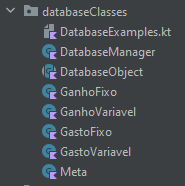 databaseClasses
DatabaseExamples.kt
DatabaseManager
DatabaseObject
GanhoFixo
GanhoVariavel
GastoFixo
GastoVariavel
Meta